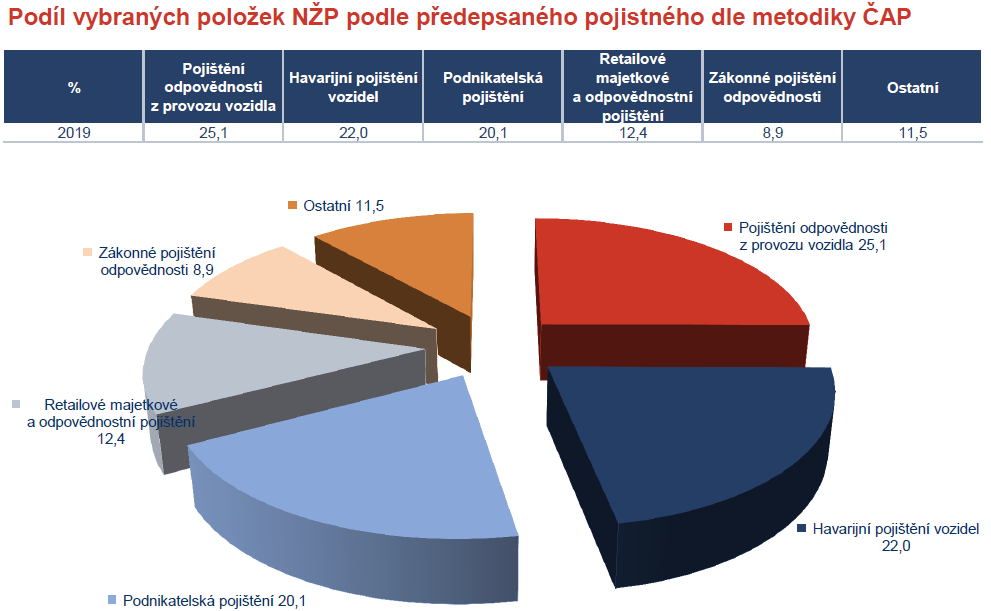 Podíl vybraných položek NŽP podle předepsaného pojistného dle metodiky ČAP
%
Pojištění
odpovědnosti
z provozu vozidla
Havarijní pojištění
vozidel
Podnikatelská
pojištění
Retailové
majetkové
a odpovědnostní
pojištění
Zákonné pojištění
odpovědnosti
Ostatní
2019 25,1 22,0 20,1 12,4 8,9 11,5
Ostatní 11,5
Pojištění odpovědnosti
z provozu vozidla 25,1
Zákonné pojištění
odpovědnosti 8,9
Retailové majetkové
a odpovědnostní pojištění
12,4
Havarijní pojištění vozidel
22,0
Podnikatelská pojištění 20,1